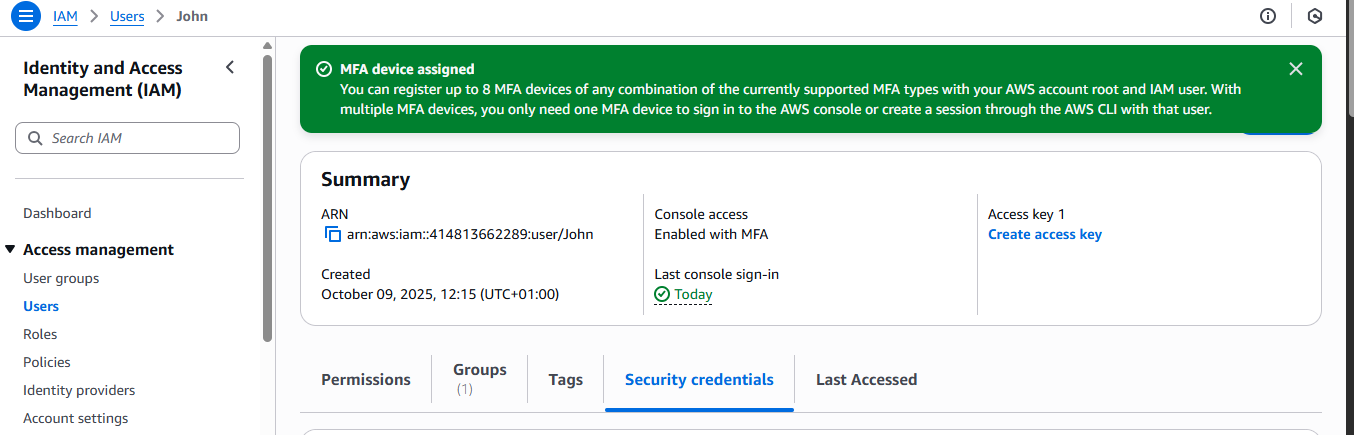 IAM > Users > John
Identity and Access
Management (IAM)
Search IAM
Dashboard
Access management
User groups
Users
Roles
Policies
Identity providers
Account settings
MFA device assigned
You can register up to 8 MFA devices of any combination of the currently supported MFA types with your AWS account root and IAM user. With
multiple MFA devices, you only need one MFA device to sign in to the AWS console or create a session through the AWS CLI with that user.
Summary
ARN
arn:aws:iam::414813662289:user/John
Created
October 09, 2025, 12:15 (UTC+01:00)
Console access
Enabled with MFA
Last console sign-in
Today
Access key 1
Create access key
Permissions
Groups
(1)
Tags
Security credentials
Last Accessed